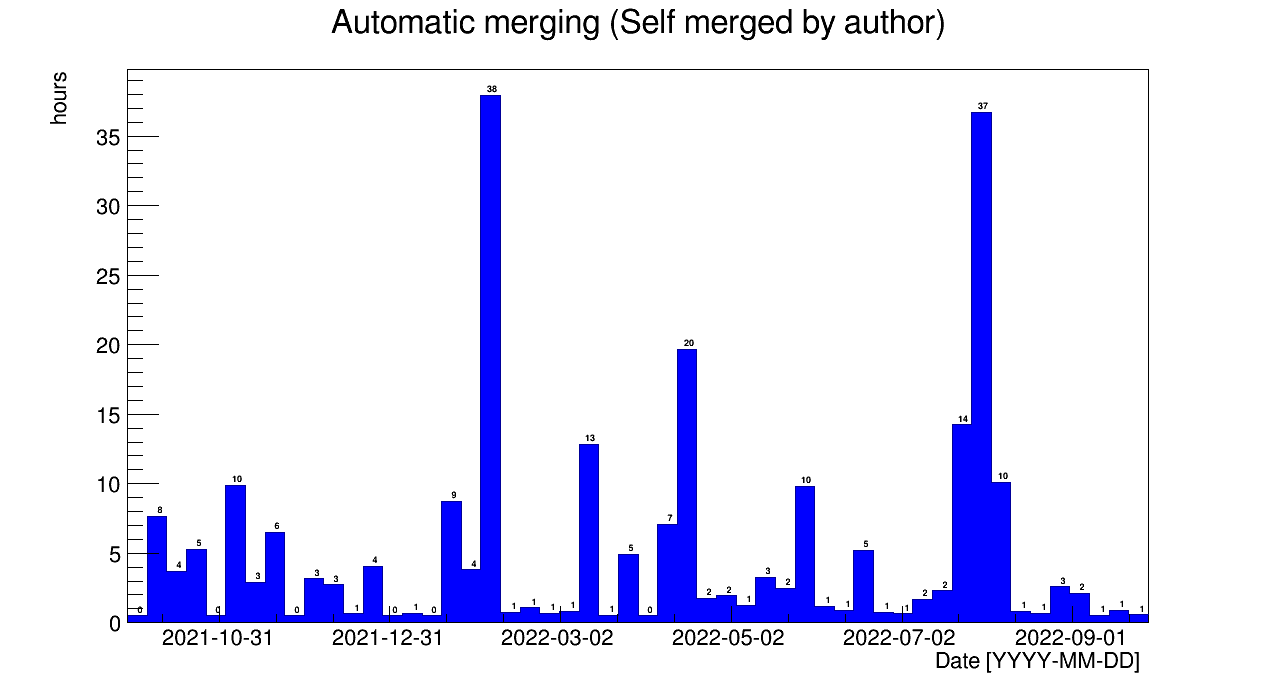 Automatic merging (Self merged by author)
hours
35
30
25
20
15
10
5
0
0 8 4 5 0 10 3 6 0 3 3 1 4 0 1 0 9 4 38 1 1 1 1 13 1 5 0 7 20 2 2 1 3 2 10 1 1 5 1 1 2 2 14 37 10 1 1 3 2 1 1 1
2021-10-31 2021-12-31 2022-03-02 2022-05-02 2022-07-02 2022-09-01
Date [YYYY-MM-DD]